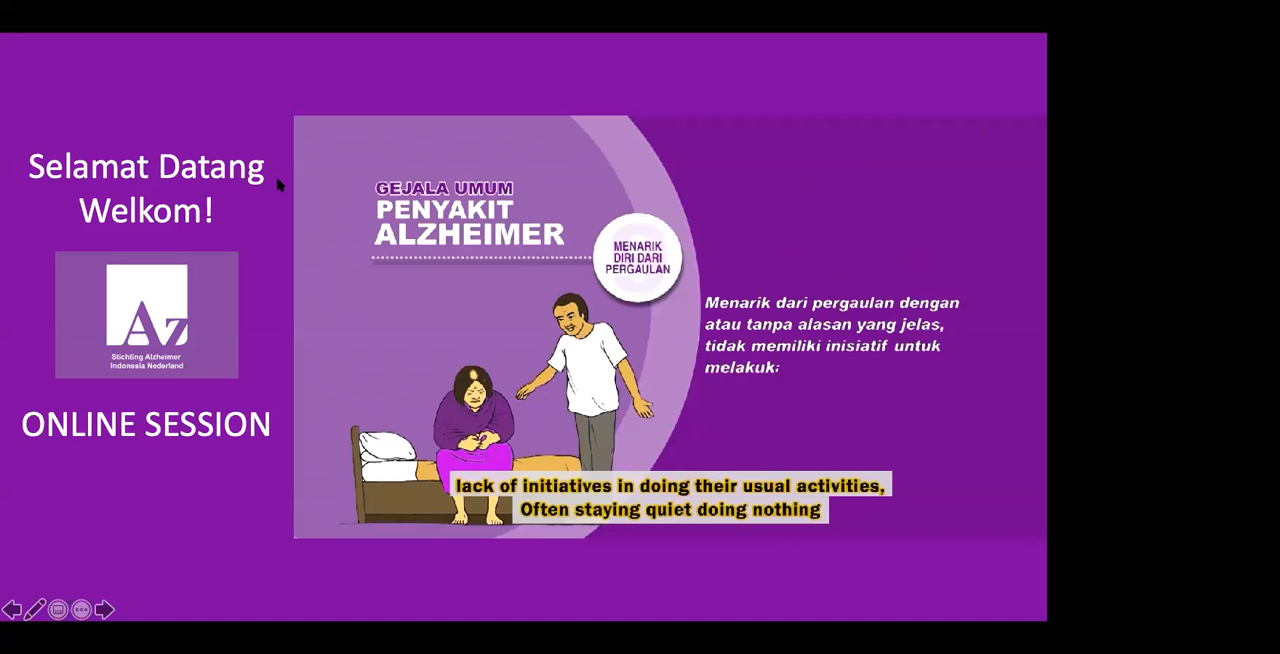 Selamat Datang
Welkom!
Az
Stichting Alzheimer
Indonesia Nederland
ONLINE SESSION
GEJALA UMUM
PENYAKIT
ALZHEIMER
MENARIK
DIRI DARI
PERGAULAN
Menarik dari pergaulan dengan
atau tanpa alasan yang jelas,
tidak memiliki inisiatif untuk
melakuk
lack of initiatives in doing their usual activities,
Often staying quiet doing nothing